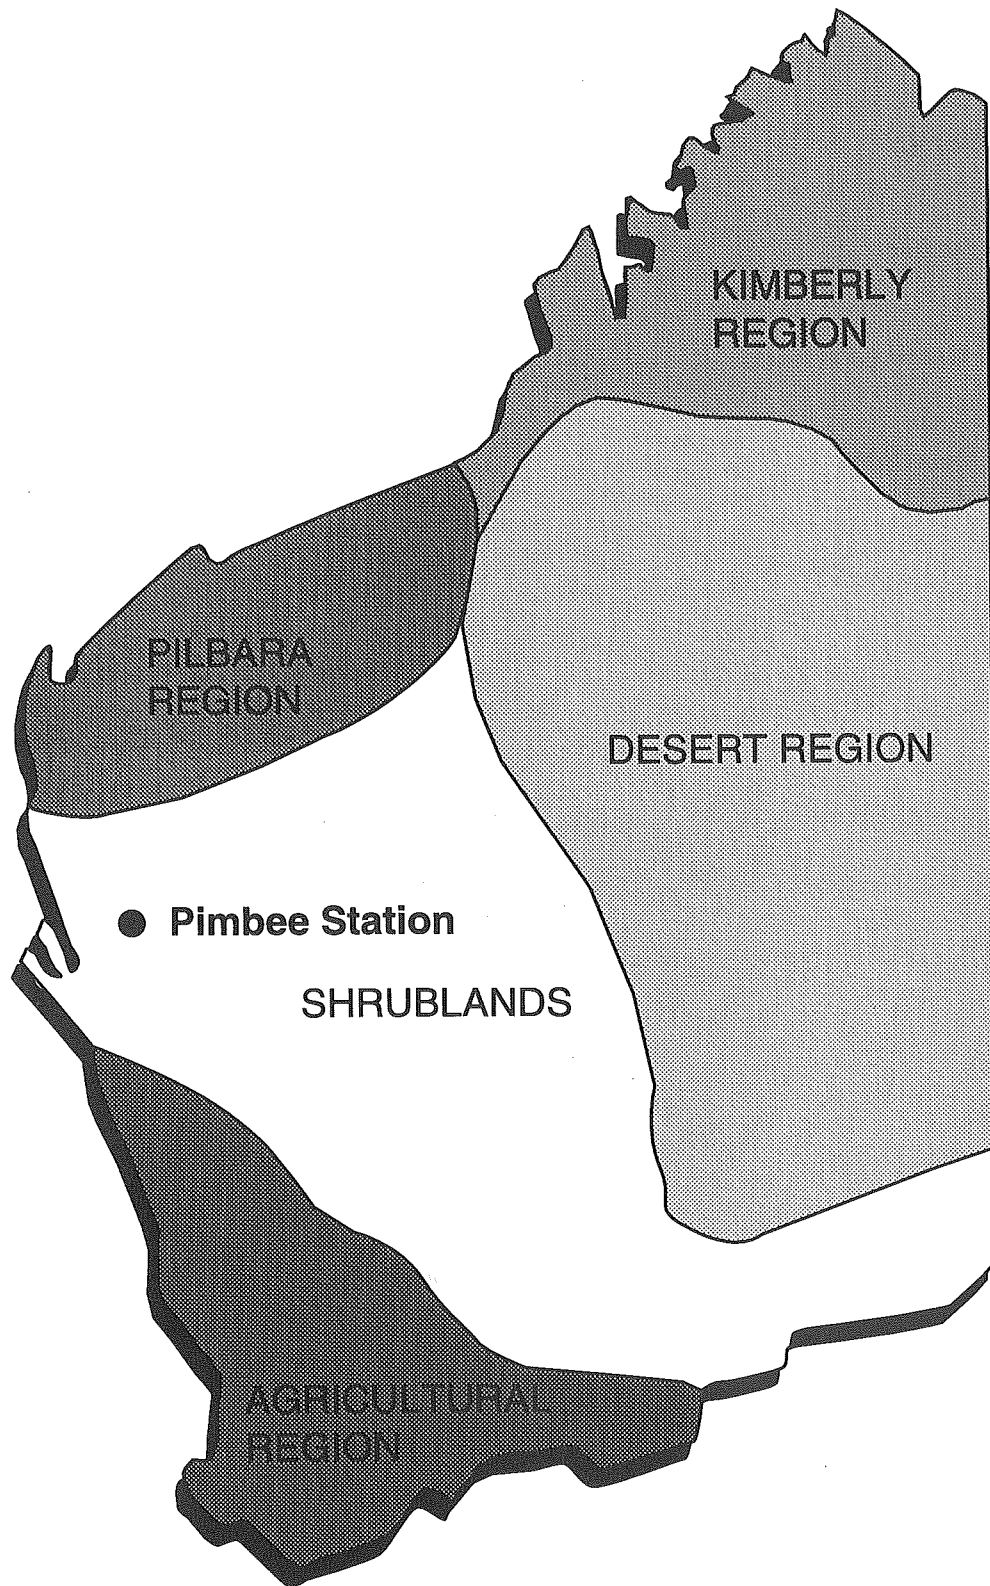 KIMBERLY
REGION
PILBARA
REGION
DESERT REGION
Pimbee Station
SHRUBLANDS
AGRICULTURAL
REGION